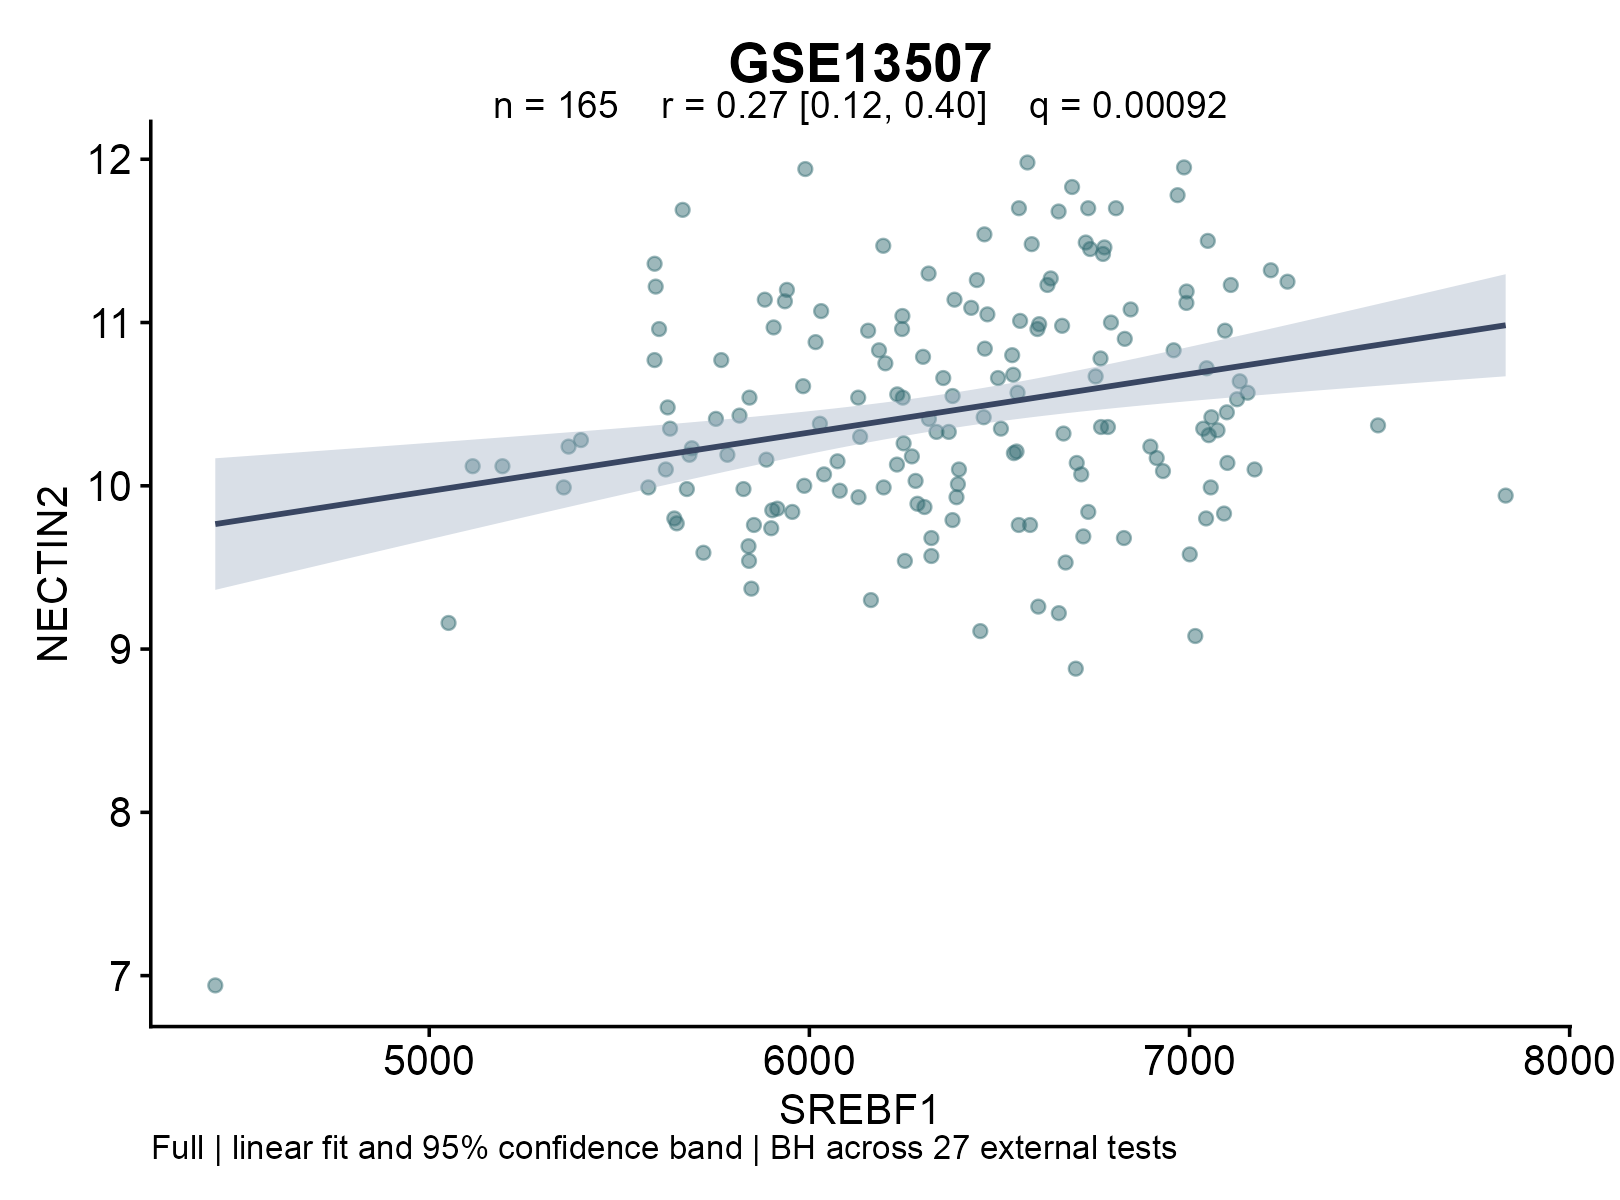 GSE13507
n = 165 r = 0.27 [0.12, 0.40] q = 0.00092
12
11
10
9
8
7
NECTIN2
5000 6000 7000 8000
SREBF1
Full | linear fit and 95% confidence band | BH across 27 external tests